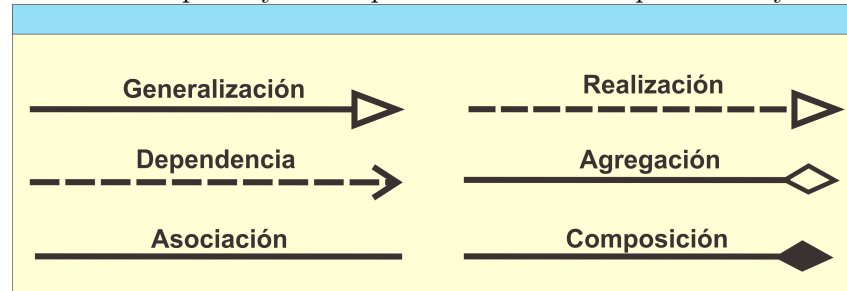 Generalización
Realización
Dependencia
Agregación
Asociación
Composición